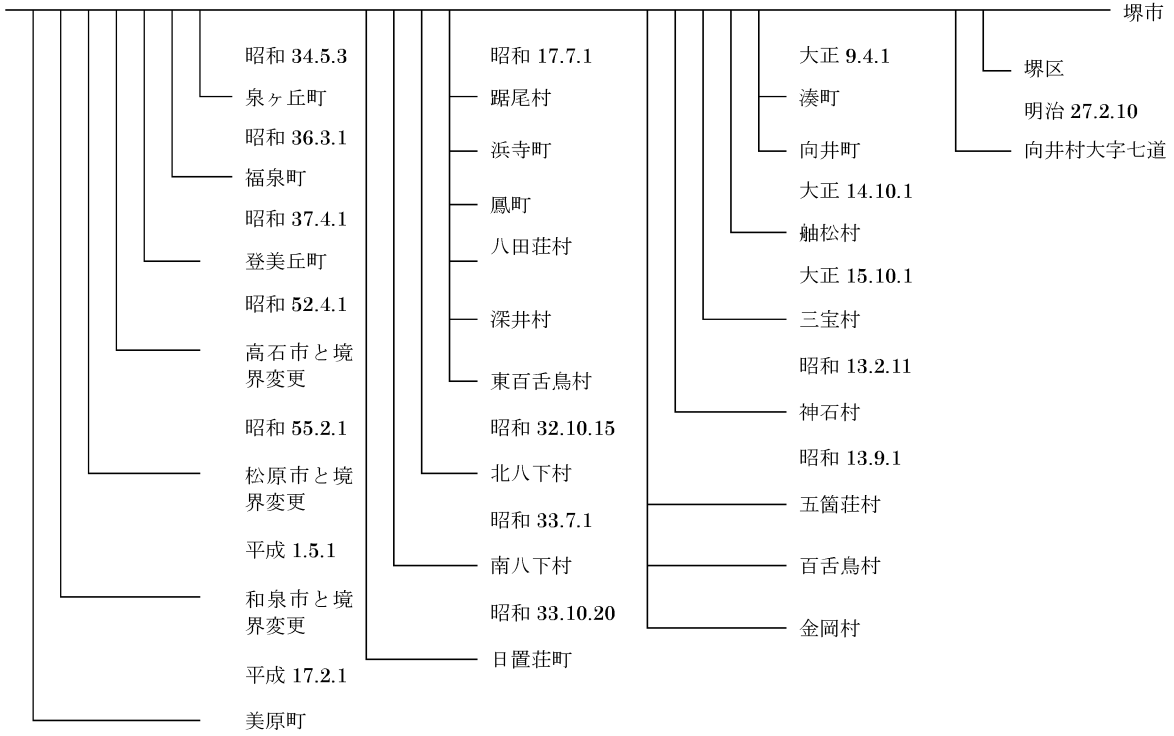 堺市
堺区
明治 27.2.10
向井村大字七道
大正 9.4.1
湊町
向井町
大正 14.10.1
舳松村
大正 15.10.1
三宝村
昭和 13.2.11
神石村
昭和 13.9.1
五箇荘村
百舌鳥村
金岡村
昭和 17.7.1
踞尾村
浜寺町
鳳町
八田荘村
深井村
東百舌鳥村
昭和 32.10.15
北八下村
昭和 33.7.1
南八下村
昭和 33.10.20
日置荘町
昭和 34.5.3
泉ヶ丘町
昭和 36.3.1
福泉町
昭和 37.4.1
登美丘町
昭和 52.4.1
高石市と境
界変更
昭和 55.2.1
松原市と境
界変更
平成 1.5.1
和泉市と境
界変更
平成 17.2.1
美原町